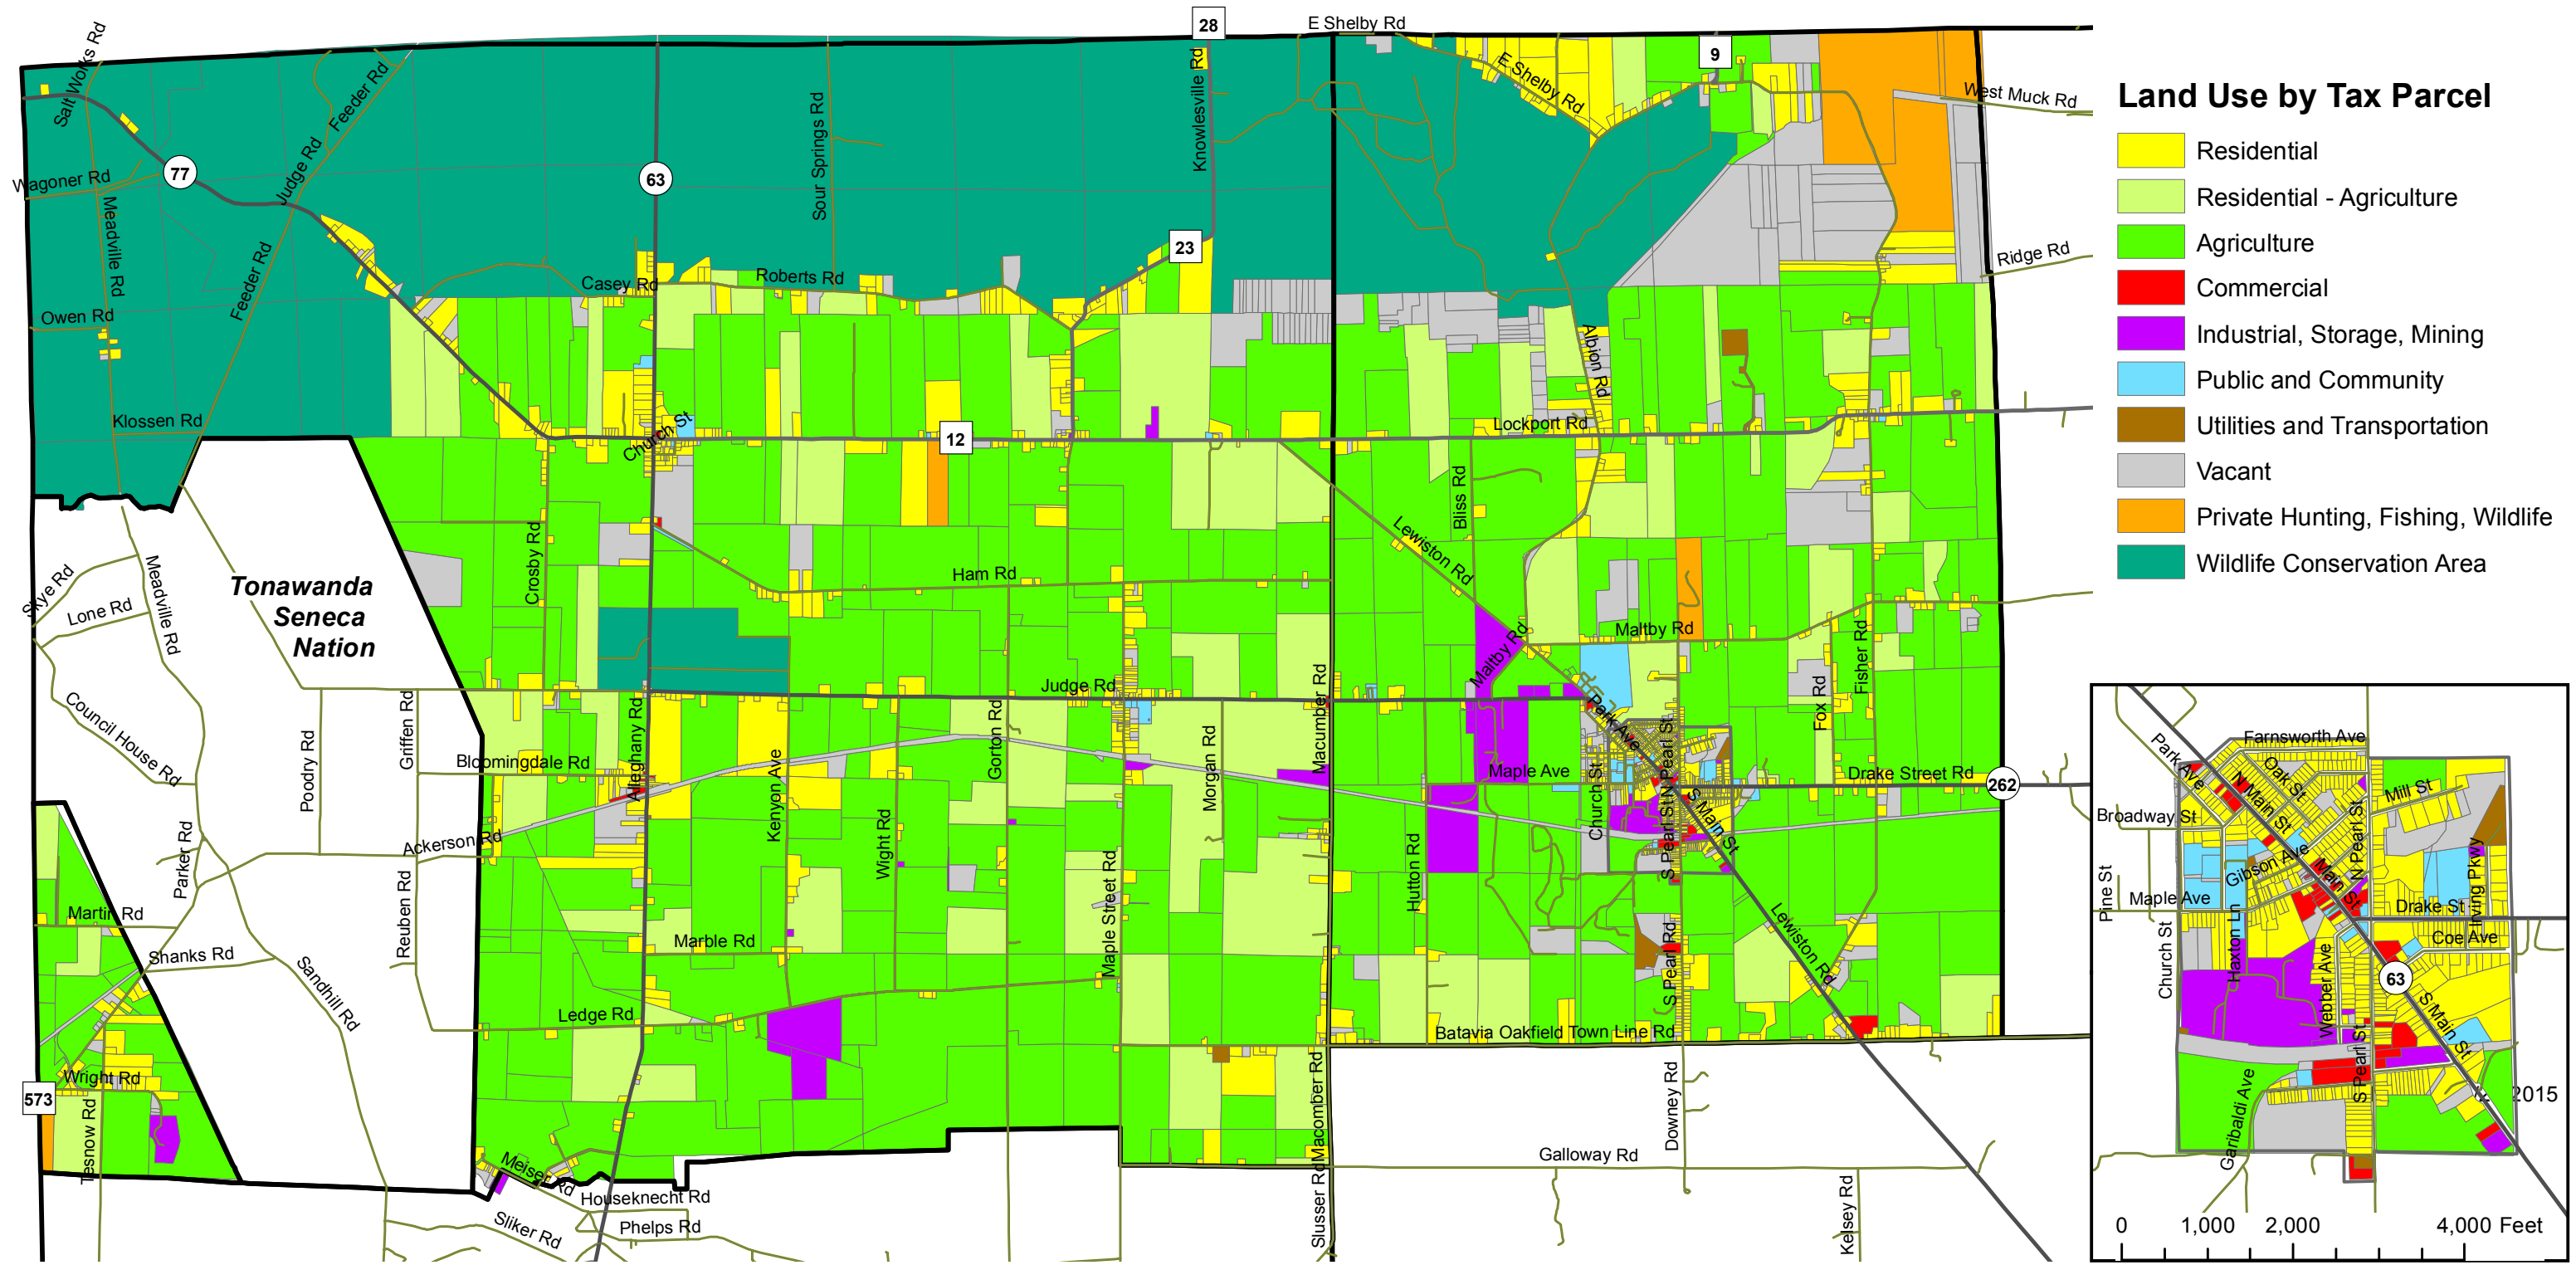 28
E Shelby Rd
9
Salt Works Rd
Feeder Rd
Knowlesville Rd
E Shelby Rd
West Muck Rd
Sour Springs Rd
Wagoner Rd
77
63
Judge Rd
Meadville Rd
23
Ridge Rd
Feeder Rd
Casey Rd
Roberts Rd
Owen Rd
Albion Rd
Klossen Rd
Church St
12
Lockport Rd
Bliss Rd
Crosby Rd
Lewiston Rd
Tonawanda
Seneca
Nation
Skye Rd
Lone Rd
Meadville Rd
Ham Rd
Maltby Rd
Maltby Rd
Fisher Rd
Judge Rd
Macumber Rd
Fox Rd
Council House Rd
Poodry Rd
Griffen Rd
Alleghany Rd
Gorton Rd
Morgan Rd
Park Ave
N Pearl St
Bloomingdale Rd
Kenyon Ave
Maple Ave
Church St
Drake Street Rd
262
Ackerson Rd
Parker Rd
Wight Rd
Hutton Rd
S Pearl St
S Main St
Reuben Rd
Maple Street Rd
Martin Rd
Marble Rd
Shanks Rd
Sandhill Rd
S Pearl Rd
Lewiston Rd
Ledge Rd
Batavia Oakfield Town Line Rd
Wright Rd
573
Tesnow Rd
Macomber Rd
Downey Rd
Meiser Rd
Galloway Rd
Houseknecht Rd
Sliker Rd
Phelps Rd
Slusser Rd
Kelsey Rd
Land Use by Tax Parcel
Residential
Residential - Agriculture
Agriculture
Commercial
Industrial, Storage, Mining
Public and Community
Utilities and Transportation
Vacant
Private Hunting, Fishing, Wildlife
Wildlife Conservation Area
Farnsworth Ave
Park Ave
Oak St
N Main St
Mill St
Broadway St
N Pearl St
Gibson Ave
Main St
Irving Pkwy
Pine St
Maple Ave
Drake St
Church St
Haxton Ln
Coe Ave
Webber Ave
63
S Main St
S Pearl St
Garibaldi Ave
2015
0 1,000 2,000 4,000 Feet